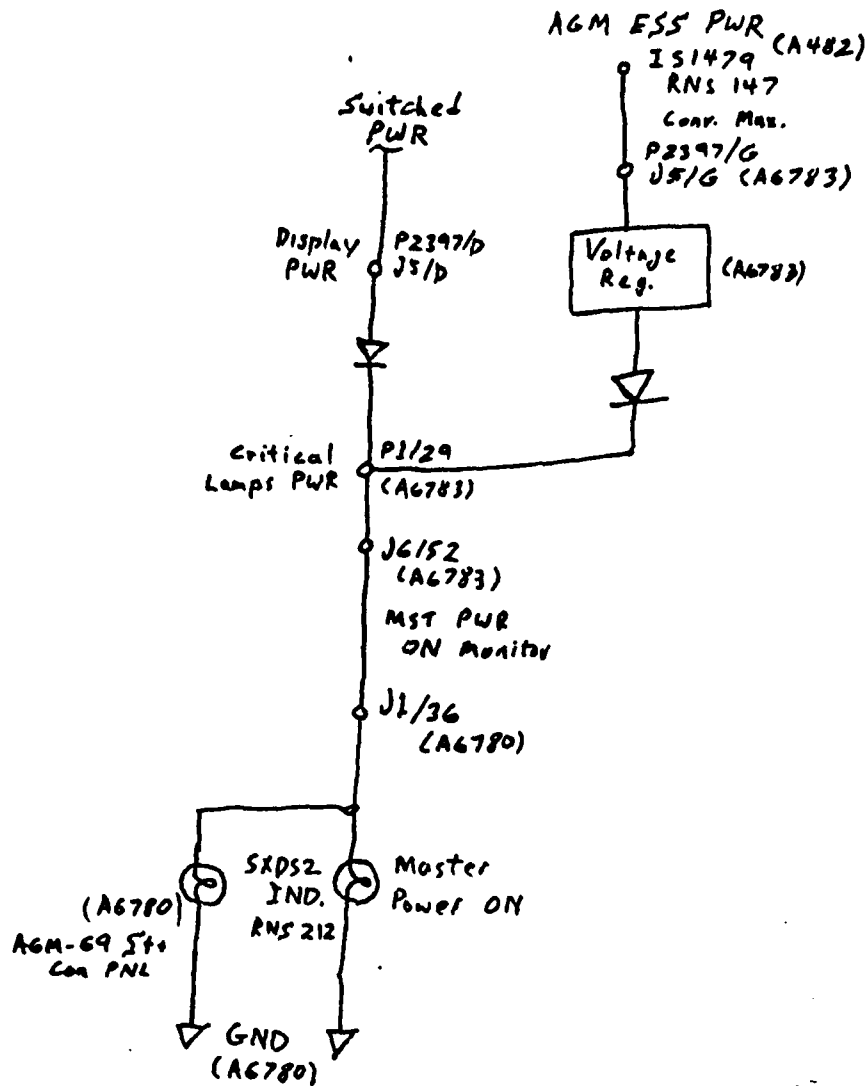 AGM ESS PWR
IS1479 (A482)
RNS 147
Conv. Max.
P2397/G
J5/G (A6783)
Switched
PWR
Display
PWR
P2397/D
J5/D
Voltage
Reg.
(A6783)
Critical
Lamps PWR
P1/29
(A6783)
J6/52
(A6783)
MST PWR
ON Monitor
J1/36
(A6780)
SXDS2
IND.
RNS 212
Master
Power ON
(A6780)
AGM-69
Con PNL
GND
(A6780)